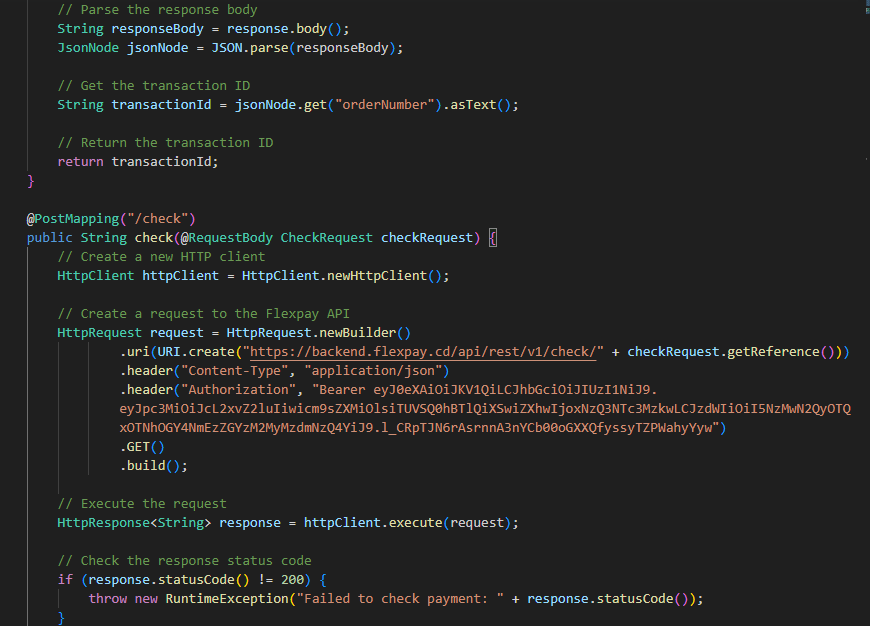 // Parse the response body
String responseBody = response.body();
JsonNode jsonNode = JSON.parse(responseBody);
// Get the transaction ID
String transactionId = jsonNode.get("orderNumber").asText();
// Return the transaction ID
return transactionId;
}
@PostMapping("/check")
public String check(@RequestBody CheckRequest checkRequest) {
// Create a new HTTP client
HttpClient httpClient = HttpClient.newHttpClient();
// Create a request to the Flexpay API
HttpRequest request = HttpRequest.newBuilder()
.uri(URI.create("https://backend.flexpay.cd/api/rest/v1/check/" + checkRequest.getReference()))
.header("Content-Type", "application/json")
.header("Authorization", "Bearer eyJ0eXAiOiJKV1QiLCJhbGciOiJIUzI1NiJ9.
eyJpc3MiOiJcL2xvZ2luIiwicm9sZXMiOlsiTUVSQ0hBTlQiXSwiZXhwIjoxNzQ3NTc3MzkwLCJzdWIiOiI5NzMwN2QyOTQ
xOTNhOGY4NmEzZGYzM2MyMzdmNzQ4YiJ9.l_CRpTJN6rAsrnnA3nYCb00oGXXQfyssyTZPWahyYyw")
.GET()
.build();
// Execute the request
HttpResponse<String> response = httpClient.execute(request);
// Check the response status code
if (response.statusCode() != 200) {
throw new RuntimeException("Failed to check payment: " + response.statusCode());
}